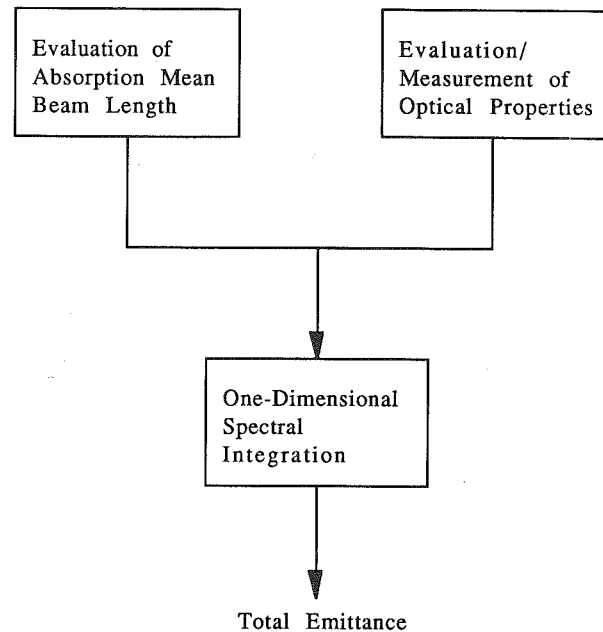 Evaluation of
Absorption Mean
Beam Length
Evaluation/
Measurement of
Optical Properties
One-Dimensional
Spectral
Integration
Total Emittance